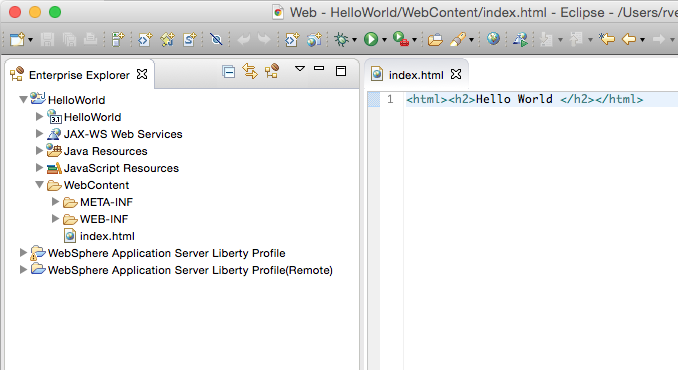 Web - HelloWorld/WebContent/index.html - Eclipse - /Users/rve
Enterprise Explorer
index.html
HelloWorld
3.1 HelloWorld
JAX-WS Web Services
Java Resources
JavaScript Resources
WebContent
META-INF
WEB-INF
index.html
WebSphere Application Server Liberty Profile
WebSphere Application Server Liberty Profile(Remote)
1 <html><h2>Hello World </h2></html>